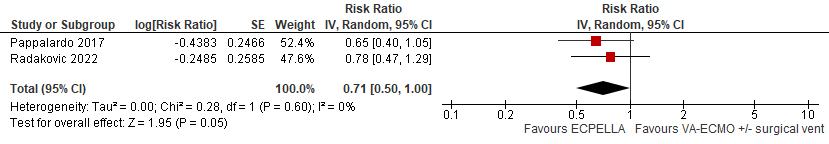 Risk Ratio Risk Ratio
Study or Subgroup log[Risk Ratio] SE Weight IV, Random, 95% CI IV, Random, 95% CI
Pappalardo 2017 -0.4383 0.2466 52.4% 0.65 [0.40, 1.05]
Radakovic 2022 -0.2485 0.2585 47.6% 0.78 [0.47, 1.29]
Total (95% CI) 100.0% 0.71 [0.50, 1.00]
Heterogeneity: Tau² = 0.00; Chi² = 0.28, df = 1 (P = 0.60); I² = 0%
Test for overall effect: Z = 1.95 (P = 0.05)
0.1 0.2 0.5 1 2 5 10
Favours ECPELLA Favours VA-ECMO +/- surgical vent